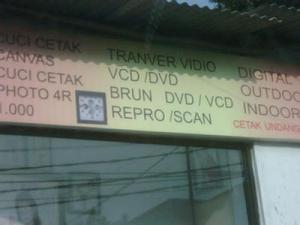 CUCI CETAK
CANVAS
CUCI CETAK
PHOTO 4R
1.000
TRANVER VIDIO
VCD /DVD
BRUN DVD / VCD
REPRO /SCAN
DIGITAL
OUTDOO
INDOOR
CETAK UNDANG